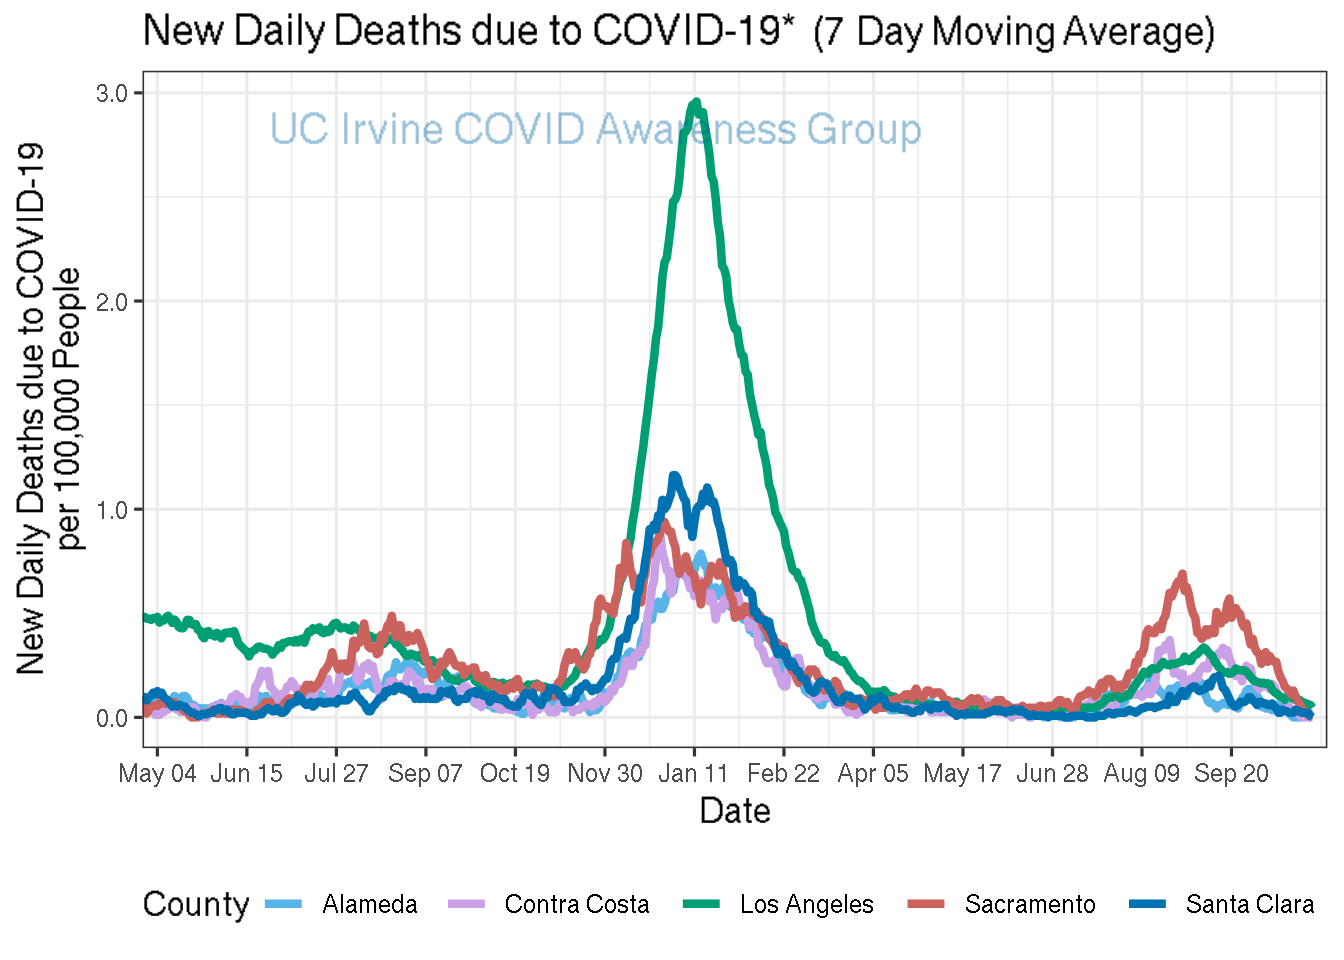 New Daily Deaths due to COVID-19* (7 Day Moving Average)
UC Irvine COVID Awareness Group
New Daily Deaths due to COVID-19
per 100,000 People
3.0
2.0
1.0
0.0
May 04 Jun 15 Jul 27 Sep 07 Oct 19 Nov 30 Jan 11 Feb 22 Apr 05 May 17 Jun 28 Aug 09 Sep 20
Date
County Alameda Contra Costa Los Angeles Sacramento Santa Clara